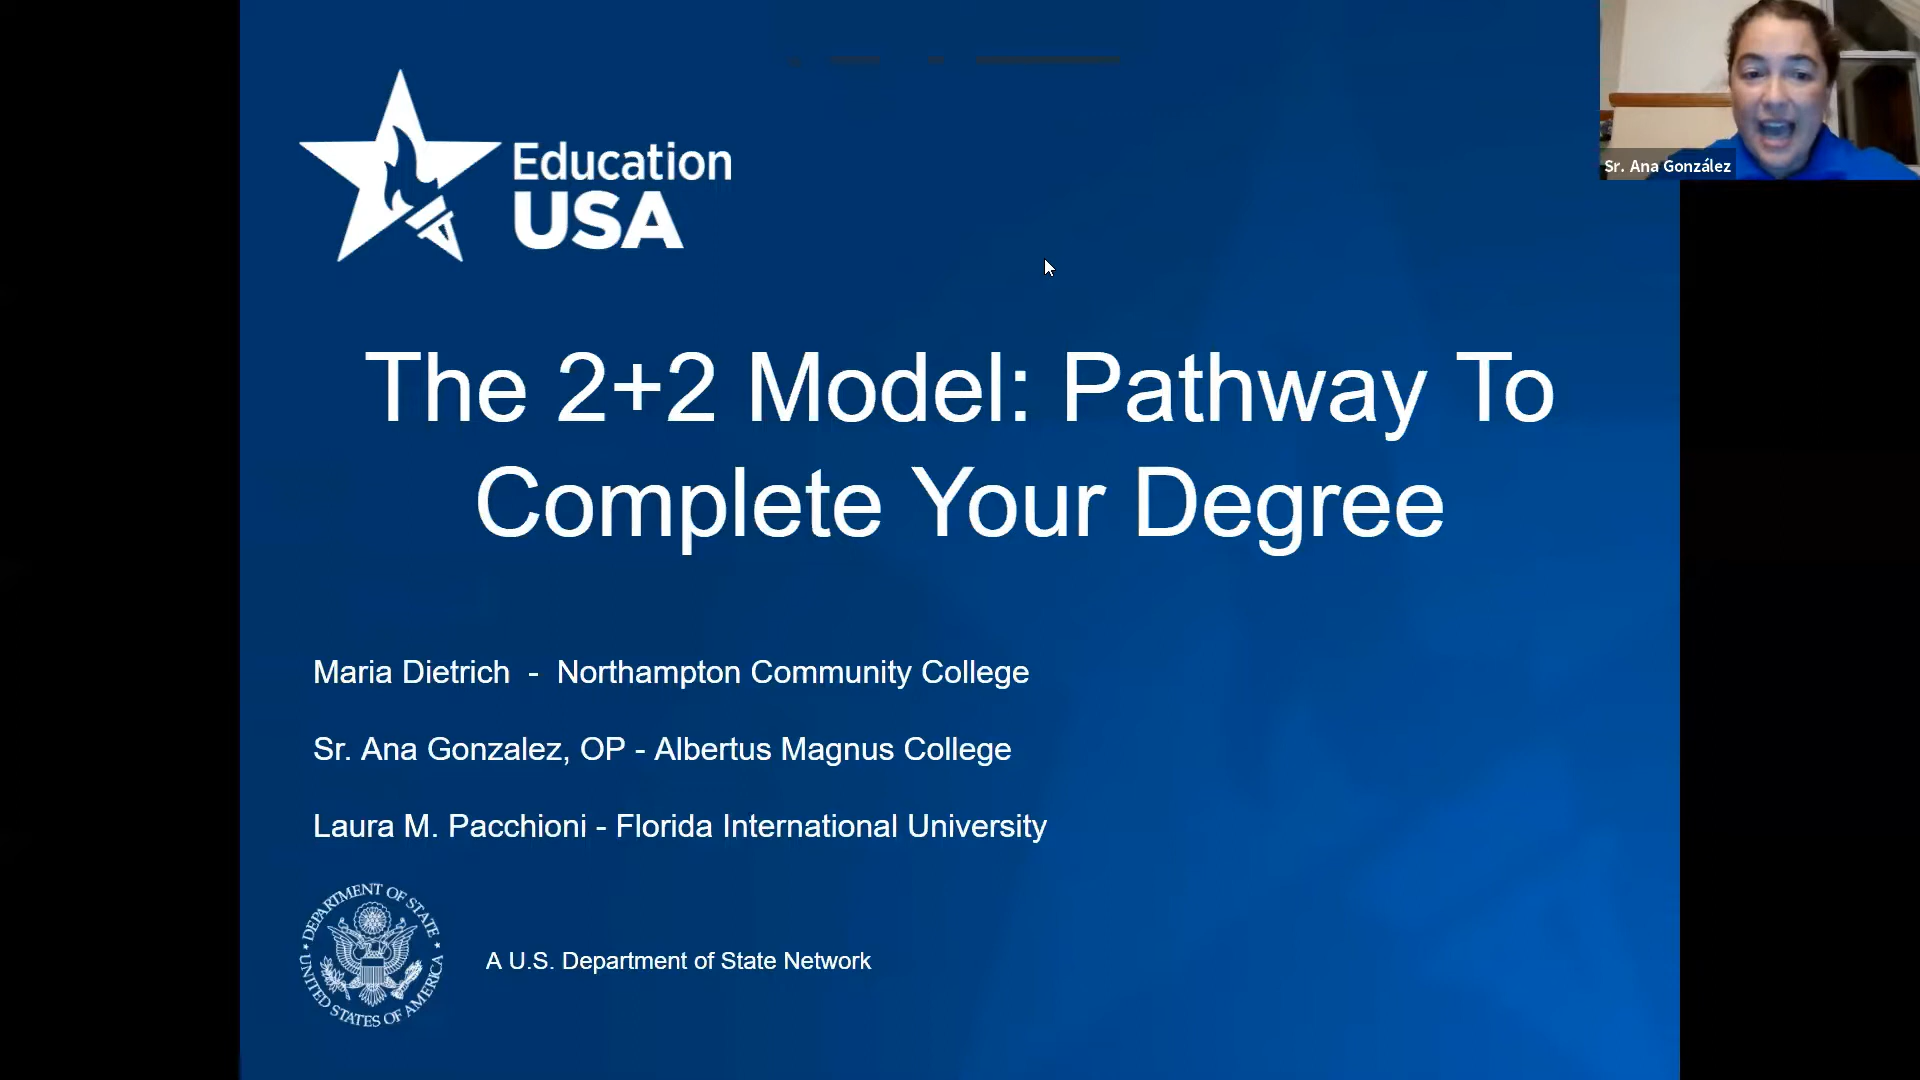 Education
USA
Sr. Ana González
The 2+2 Model: Pathway To
Complete Your Degree
Maria Dietrich - Northampton Community College
Sr. Ana Gonzalez, OP - Albertus Magnus College
Laura M. Pacchioni - Florida International University
DEPARTMENT OF STATE
UNITED STATES OF AMERICA
A U.S. Department of State Network